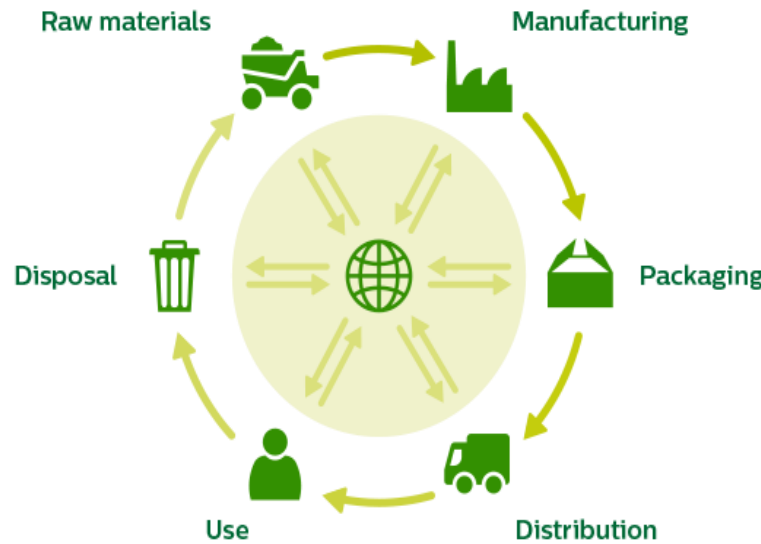 Raw materials
Manufacturing
Disposal
Packaging
Use
Distribution